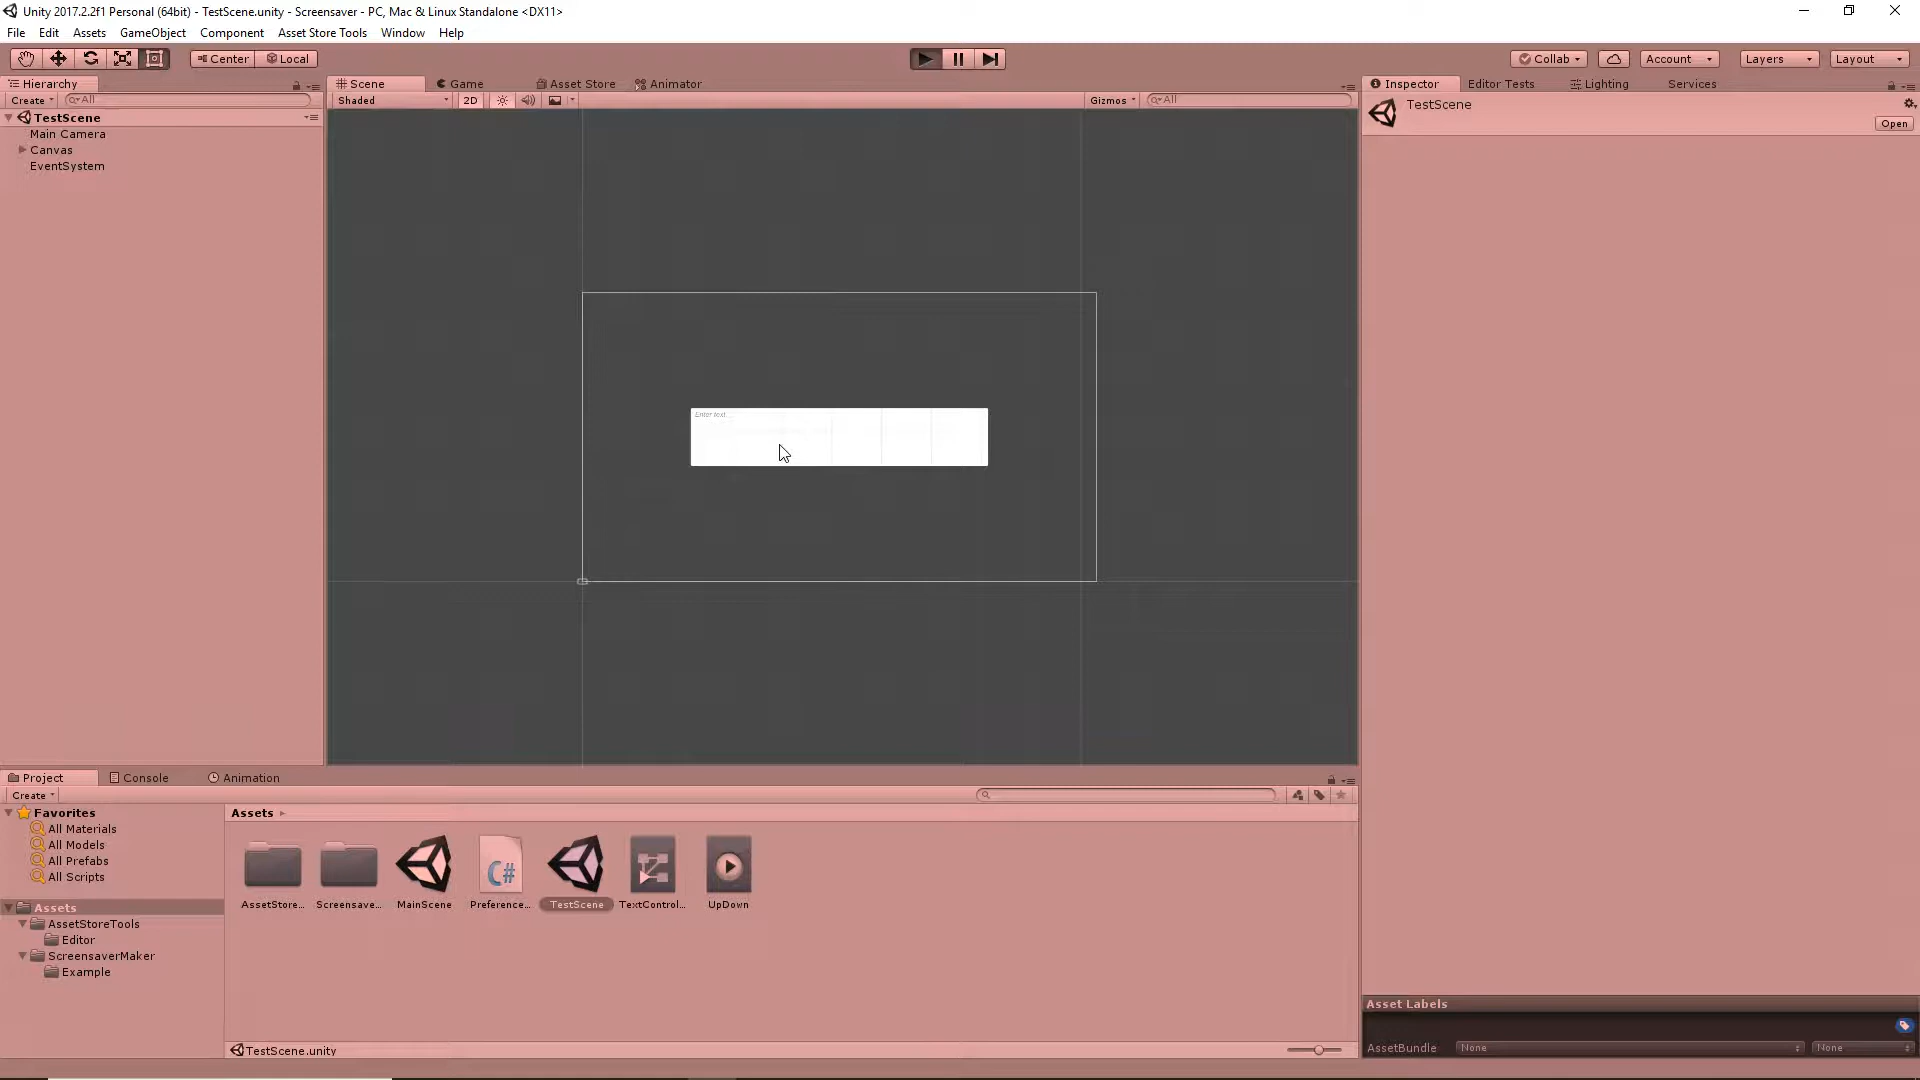 Unity 2017.2.2f1 Personal (64bit) - TestScene.unity - Screensaver - PC, Mac & Linux Standalone <DX11>
File Edit Assets GameObject Component Asset Store Tools Window Help
Center Local Collab Account Layers Layout
Hierarchy Scene Game Asset Store Animator Inspector Editor Tests Lighting Services
Create All Shaded 2D Gizmos All TestScene
TestScene
Open
Main Camera
Canvas
EventSystem
Enter text...
Project Console Animation
Create
Favorites Assets
All Materials
All Models
All Prefabs
All Scripts
C#
AssetStore... Screensave... MainScene Preference... TestScene TextControl... UpDown
Assets
AssetStoreTools
Editor
ScreensaverMaker
Example
Asset Labels
AssetBundle None None
TestScene.unity